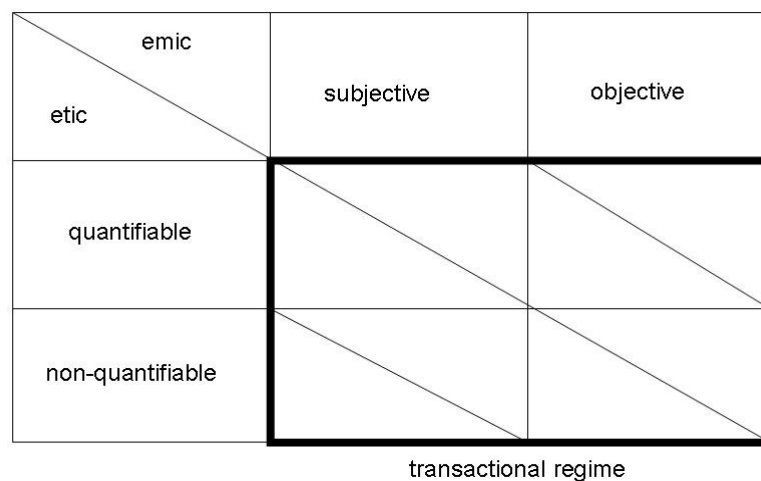 emic
etic
subjective
objective
quantifiable
non-quantifiable
transactional regime